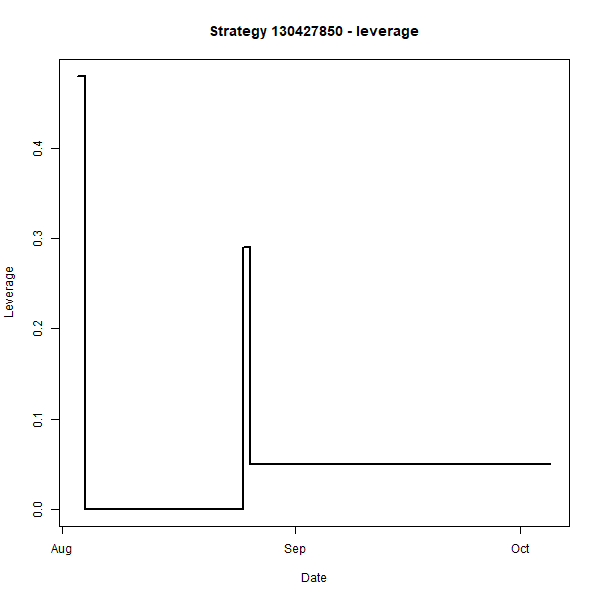 Strategy 130427850 - leverage
Leverage
0.4
0.3
0.2
0.1
0.0
Aug
Sep
Oct
Date